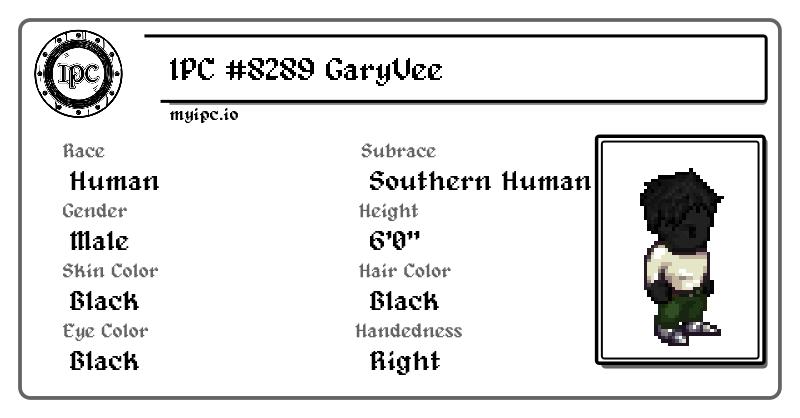 IPC
IPC #8289 GaryVee
myipc.io
Race
Subrace
Human
Southern Human
Gender
Height
Male
6'0"
Skin Color
Hair Color
Black
Black
Eye Color
Handedness
Black
Right